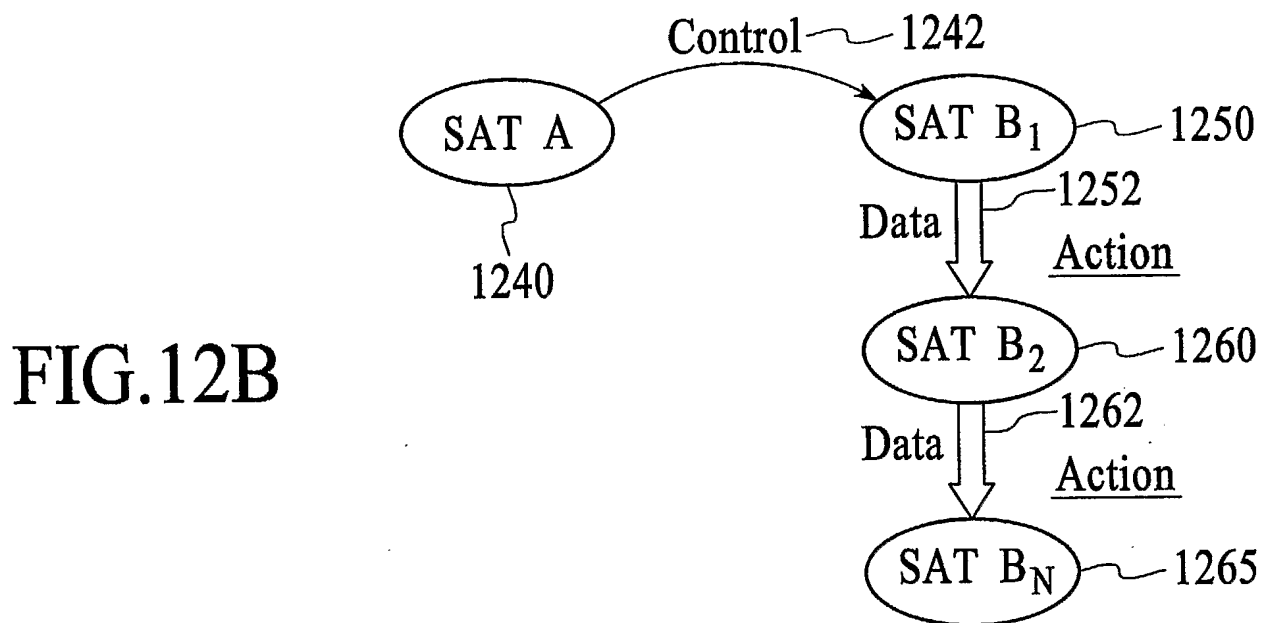 Control 1242
SAT A
SAT B₁ 1250
1240
1252
Data
Action
FIG.12B
SAT B₂ 1260
1262
Data
Action
SAT Bₙ 1265